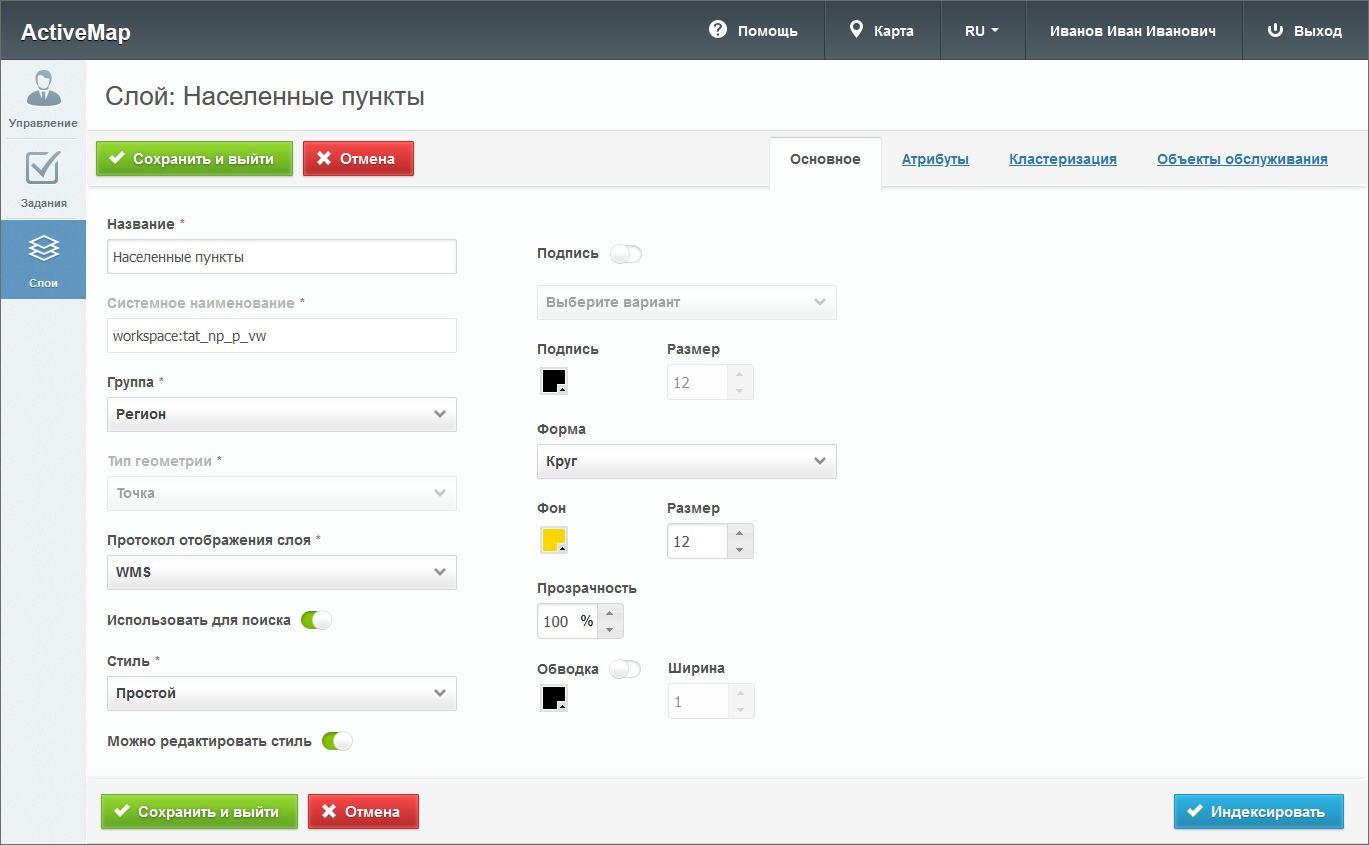 ActiveMap
Помощь
Карта
RU
Иванов Иван Иванович
Выход
Управление
Задания
Слои
Слой: Населенные пункты
Сохранить и выйти
Отмена
Основное
Атрибуты
Кластеризация
Объекты обслуживания
Название *
Населенные пункты
Системное наименование *
workspace:tat_np_p_vw
Группа *
Регион
Тип геометрии *
Точка
Протокол отображения слоя *
WMS
Использовать для поиска
Стиль *
Простой
Можно редактировать стиль
Подпись
Выберите вариант
Подпись
Размер
12
Форма
Круг
Фон
Размер
12
Прозрачность
100 %
Обводка
Ширина
1
Сохранить и выйти
Отмена
Индексировать